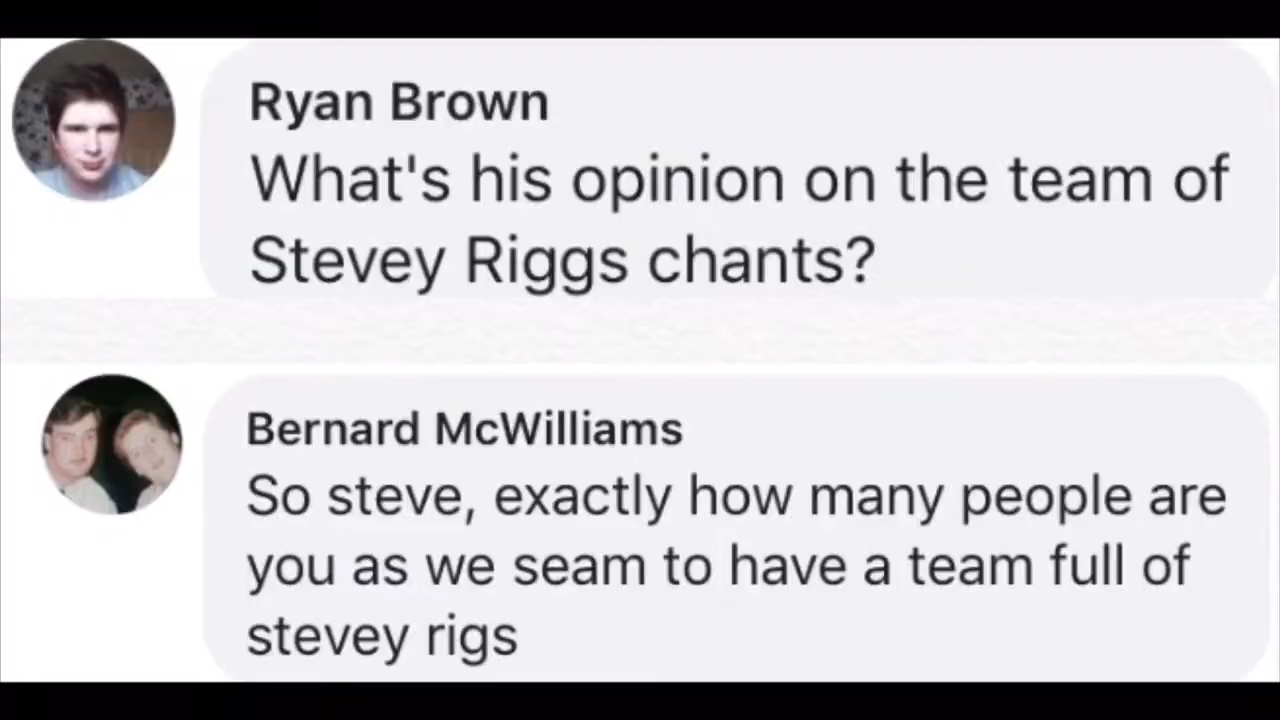 Ryan Brown
What's his opinion on the team of
Stevey Riggs chants?
Bernard McWilliams
So steve, exactly how many people are
you as we seam to have a team full of
stevey rigs